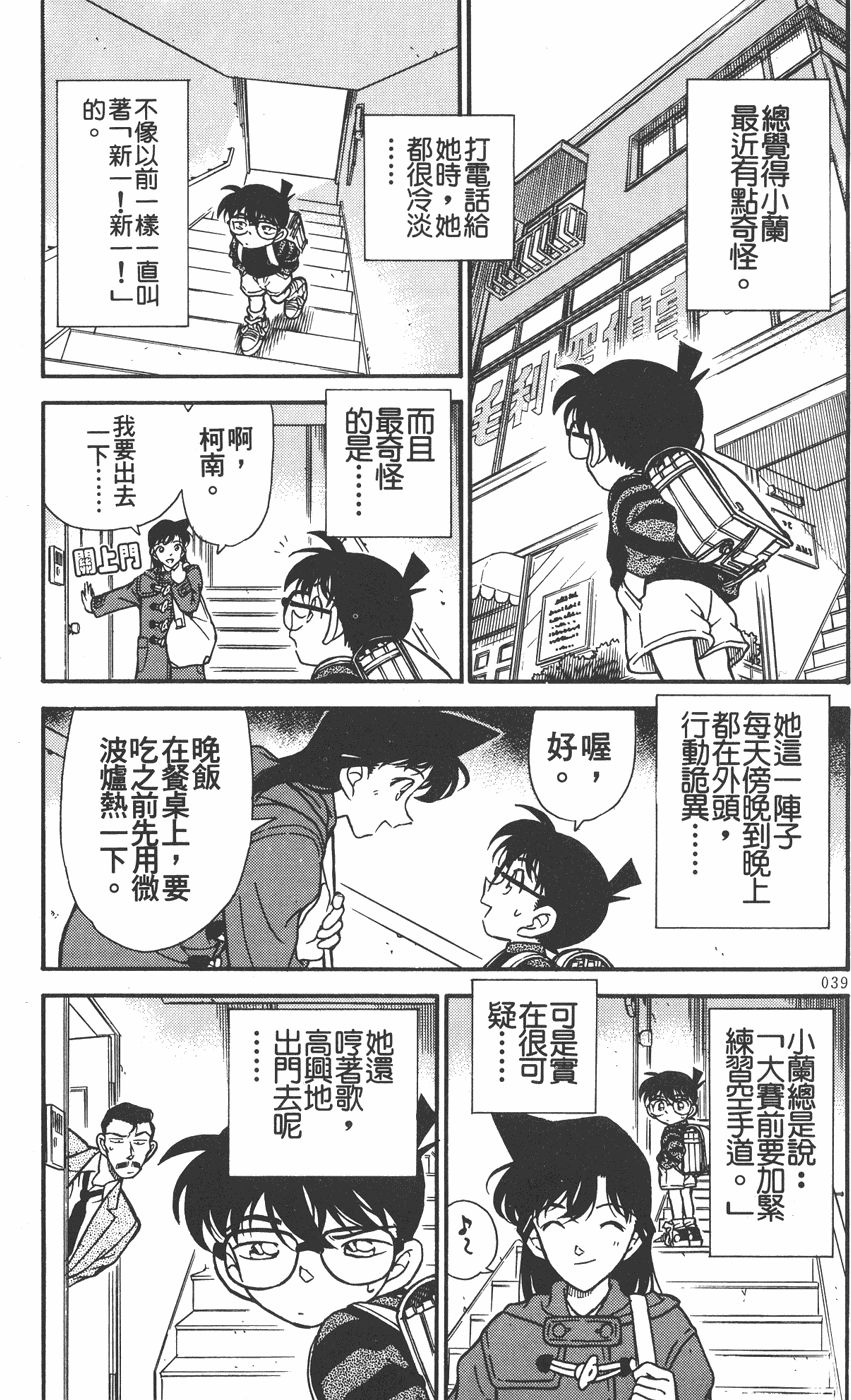 總覺得小蘭
最近有點奇怪。
毛利偵探事
打電話給
她時，她
都很冷淡
……
不像以前一樣一直叫
著「新一！新一！」
的。
而且
最奇怪
的是……
啊，
柯南。
我要出去
一下……
關上門
她這一陣子
每天傍晚到晚上
都在外頭，
行動詭異……
喔，
好。
晚飯
在餐桌上，要
吃之前先用微
波爐熱一下。
039
小蘭總是說：
「大賽前要加緊
練習空手道。」
可是實
在很可
疑……
她還
哼著歌，
高興地
出門去呢
……